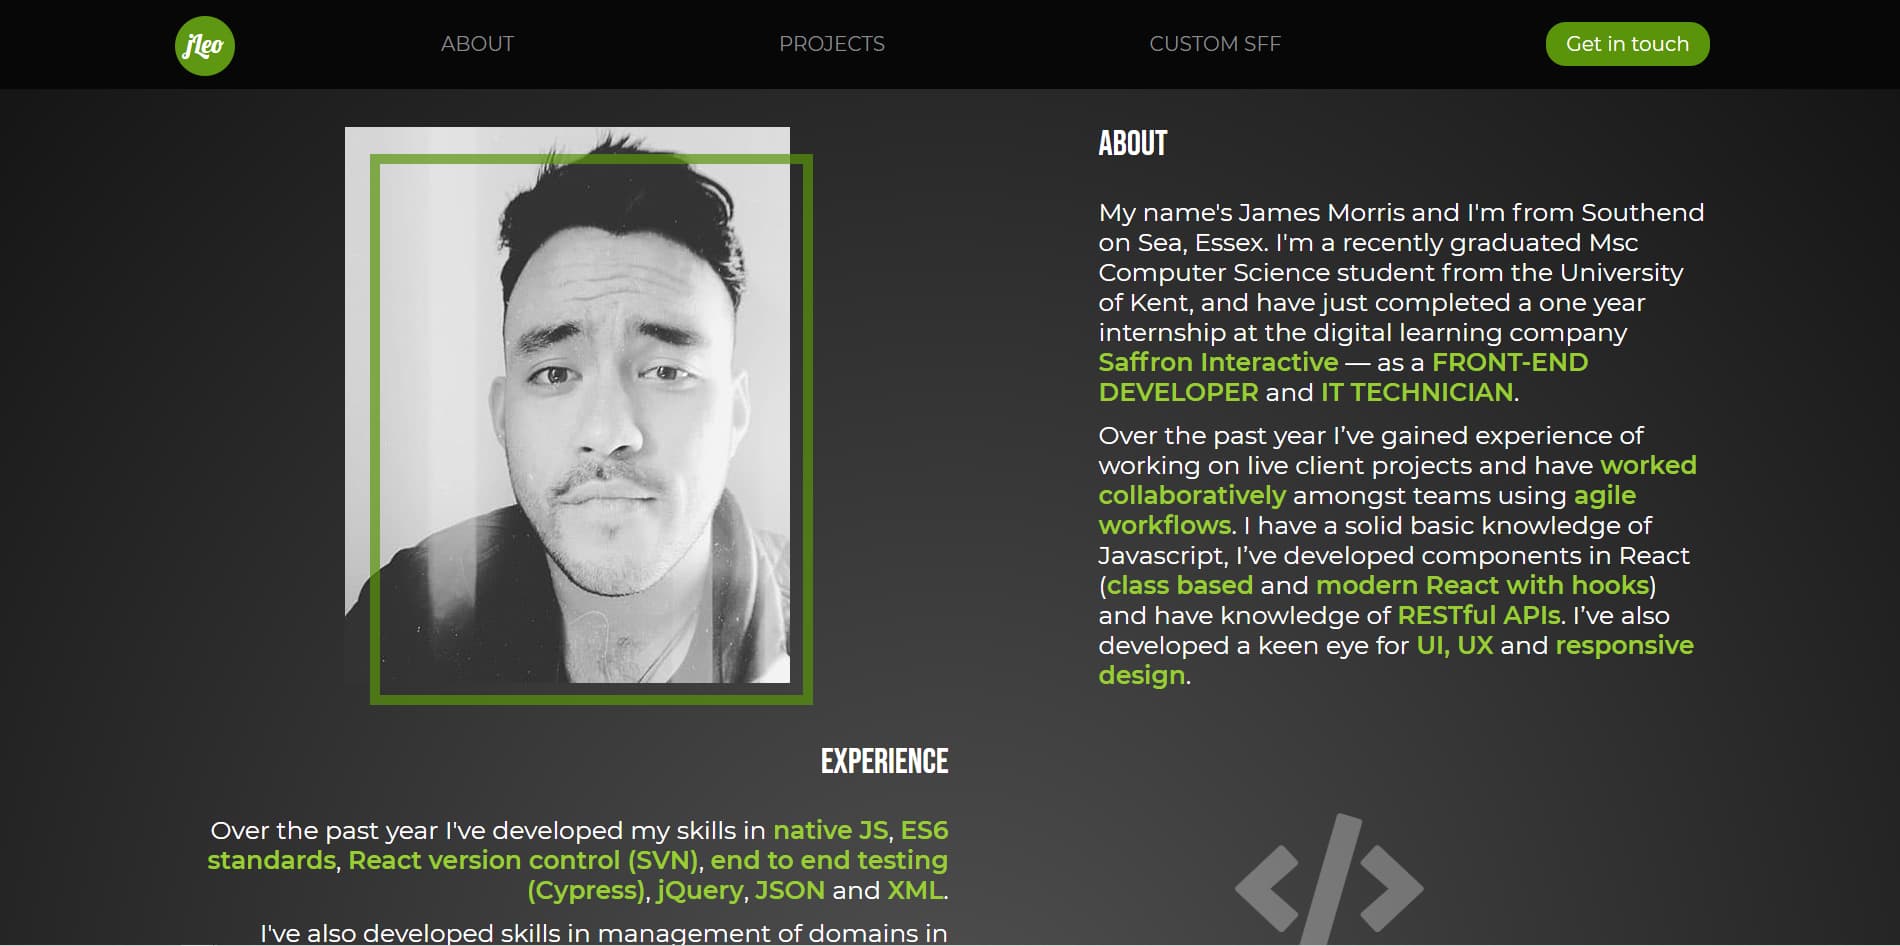 jLeo
ABOUT
PROJECTS
CUSTOM SFF
Get in touch
ABOUT
My name's James Morris and I'm from Southend
on Sea, Essex. I'm a recently graduated Msc
Computer Science student from the University
of Kent, and have just completed a one year
internship at the digital learning company
Saffron Interactive — as a FRONT-END
DEVELOPER and IT TECHNICIAN.
Over the past year I’ve gained experience of
working on live client projects and have worked
collaboratively amongst teams using agile
workflows. I have a solid basic knowledge of
Javascript, I’ve developed components in React
(class based and modern React with hooks)
and have knowledge of RESTful APIs. I’ve also
developed a keen eye for UI, UX and responsive
design.
EXPERIENCE
Over the past year I've developed my skills in native JS, ES6
standards, React version control (SVN), end to end testing
(Cypress), jQuery, JSON and XML.
I've also developed skills in management of domains in